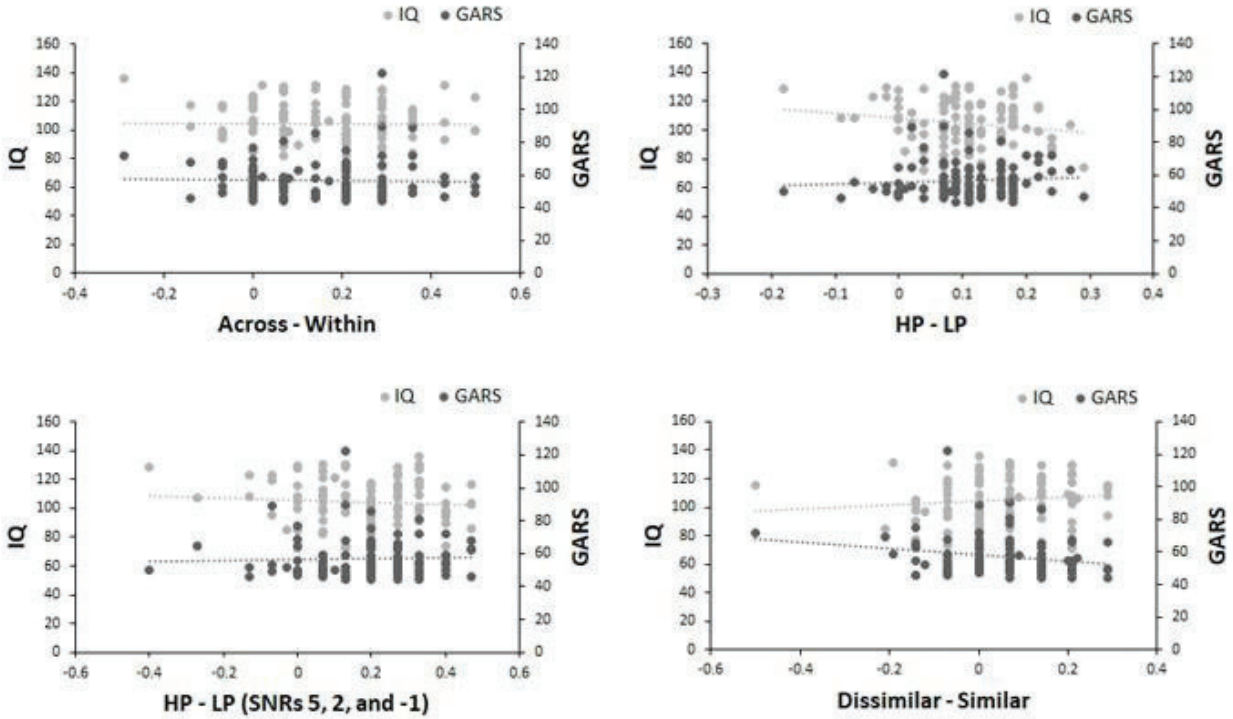 IQ GARS
160 140
140 120
120 100
100 80
80 60
60 40
40 20
20 0
0
IQ
GARS
-0.4 -0.2 0 0.2 0.4 0.6
Across - Within
IQ GARS
160 140
140 120
120 100
100 80
80 60
60 40
40 20
20 0
0
IQ
GARS
-0.3 -0.2 -0.1 0 0.1 0.2 0.3 0.4
HP - LP
IQ GARS
160 140
140 120
120 100
100 80
80 60
60 40
40 20
20 0
0
IQ
GARS
-0.6 -0.4 -0.2 0 0.2 0.4 0.6
HP - LP (SNRs 5, 2, and -1)
IQ GARS
160 140
140 120
120 100
100 80
80 60
60 40
40 20
20 0
0
IQ
GARS
-0.6 -0.4 -0.2 0 0.2 0.4
Dissimilar - Similar